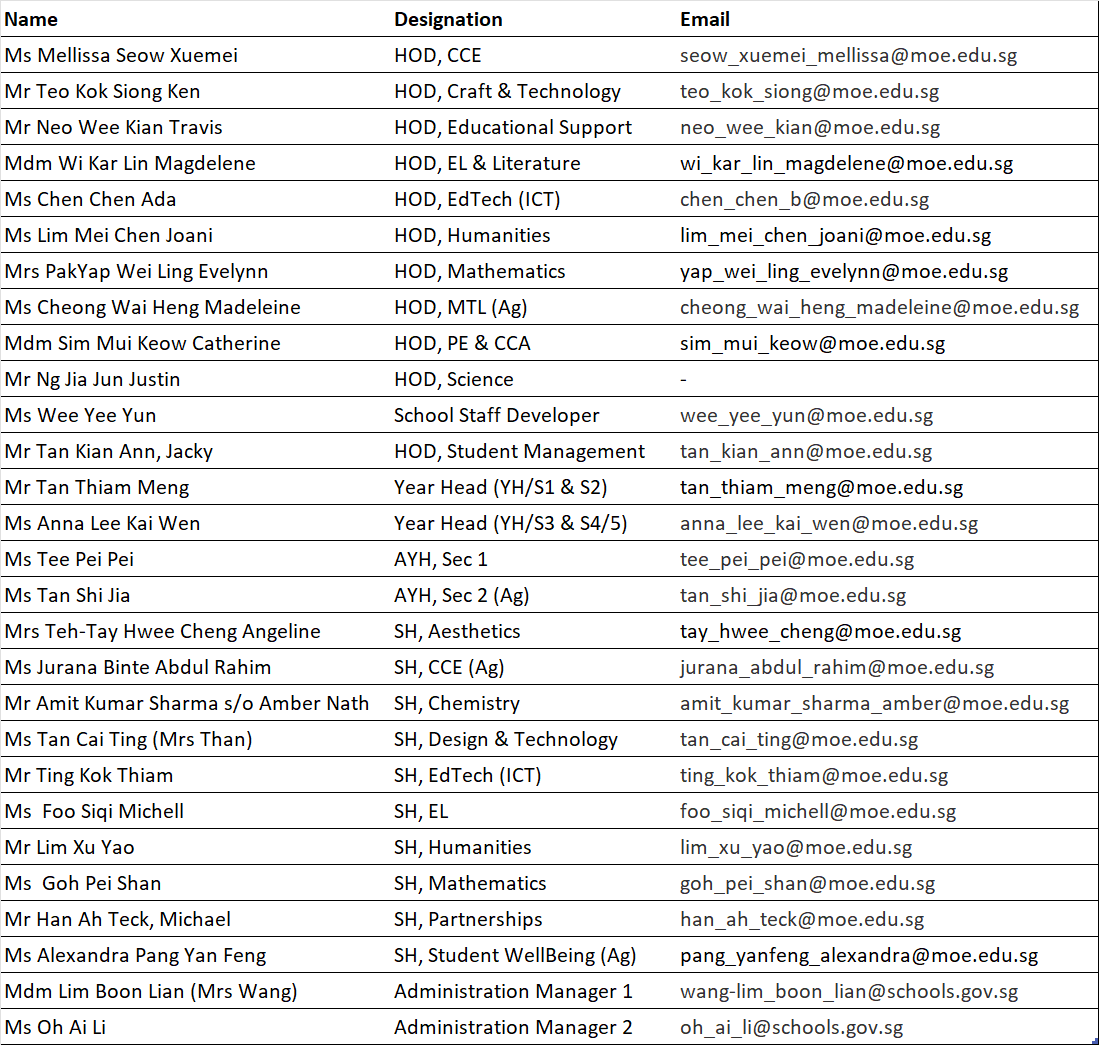 Name Designation Email
Ms Mellissa Seow Xuemei HOD, CCE seow_xuemei_mellissa@moe.edu.sg
Mr Teo Kok Siong Ken HOD, Craft & Technology teo_kok_siong@moe.edu.sg
Mr Neo Wee Kian Travis HOD, Educational Support neo_wee_kian@moe.edu.sg
Mdm Wi Kar Lin Magdelene HOD, EL & Literature wi_kar_lin_magdelene@moe.edu.sg
Ms Chen Chen Ada HOD, EdTech (ICT) chen_chen_b@moe.edu.sg
Ms Lim Mei Chen Joani HOD, Humanities lim_mei_chen_joani@moe.edu.sg
Mrs PakYap Wei Ling Evelynn HOD, Mathematics yap_wei_ling_evelynn@moe.edu.sg
Ms Cheong Wai Heng Madeleine HOD, MTL (Ag) cheong_wai_heng_madeleine@moe.edu.sg
Mdm Sim Mui Keow Catherine HOD, PE & CCA sim_mui_keow@moe.edu.sg
Mr Ng Jia Jun Justin HOD, Science -
Ms Wee Yee Yun School Staff Developer wee_yee_yun@moe.edu.sg
Mr Tan Kian Ann, Jacky HOD, Student Management tan_kian_ann@moe.edu.sg
Mr Tan Thiam Meng Year Head (YH/S1 & S2) tan_thiam_meng@moe.edu.sg
Ms Anna Lee Kai Wen Year Head (YH/S3 & S4/5) anna_lee_kai_wen@moe.edu.sg
Ms Tee Pei Pei AYH, Sec 1 tee_pei_pei@moe.edu.sg
Ms Tan Shi Jia AYH, Sec 2 (Ag) tan_shi_jia@moe.edu.sg
Mrs Teh-Tay Hwee Cheng Angeline SH, Aesthetics tay_hwee_cheng@moe.edu.sg
Ms Jurana Binte Abdul Rahim SH, CCE (Ag) jurana_abdul_rahim@moe.edu.sg
Mr Amit Kumar Sharma s/o Amber Nath SH, Chemistry amit_kumar_sharma_amber@moe.edu.sg
Ms Tan Cai Ting (Mrs Than) SH, Design & Technology tan_cai_ting@moe.edu.sg
Mr Ting Kok Thiam SH, EdTech (ICT) ting_kok_thiam@moe.edu.sg
Ms Foo Siqi Michell SH, EL foo_siqi_michell@moe.edu.sg
Mr Lim Xu Yao SH, Humanities lim_xu_yao@moe.edu.sg
Ms Goh Pei Shan SH, Mathematics goh_pei_shan@moe.edu.sg
Mr Han Ah Teck, Michael SH, Partnerships han_ah_teck@moe.edu.sg
Ms Alexandra Pang Yan Feng SH, Student WellBeing (Ag) pang_yanfeng_alexandra@moe.edu.sg
Mdm Lim Boon Lian (Mrs Wang) Administration Manager 1 wang-lim_boon_lian@schools.gov.sg
Ms Oh Ai Li Administration Manager 2 oh_ai_li@schools.gov.sg